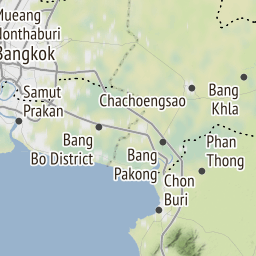 Mueang
Nonthaburi
Bangkok
Samut
Prakan
Chachoengsao
Bang
Khla
Bang
Bo District
Bang
Pakong
Phan
Thong
Chon
Buri